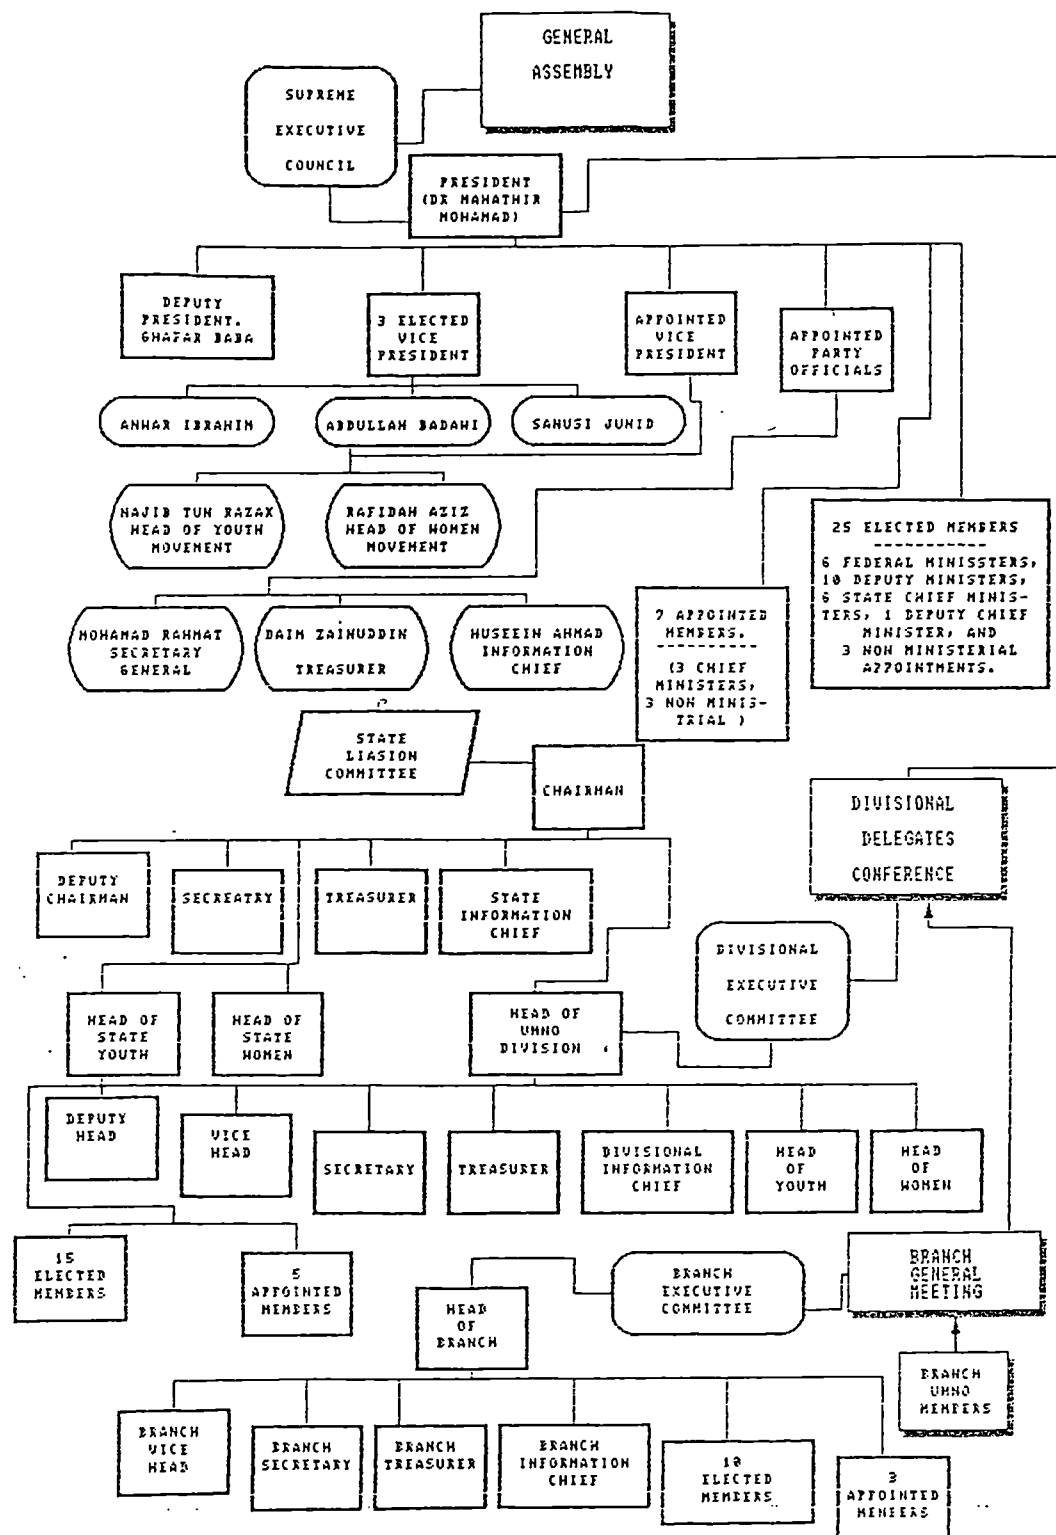 GENERAL
ASSEMBLY
SUPREME
EXECUTIVE
COUNCIL
PRESIDENT
(DR MAHATHIR
MOHAMAD)
DEPUTY
PRESIDENT.
GHAFAR BABA
3 ELECTED
VICE
PRESIDENT
APPOINTED
VICE
PRESIDENT
APPOINTED
PARTY
OFFICIALS
ANWAR IBRAHIM
ABDULLAH BADAWI
SANUSI JUNID
NAJIB TUN RAZAK
HEAD OF YOUTH
MOVEMENT
RAFIDAH AZIZ
HEAD OF WOMEN
MOVEMENT
25 ELECTED MEMBERS
-----------
6 FEDERAL MINISSTERS,
10 DEPUTY MINISTERS,
6 STATE CHIEF MINIS-
TERS, 1 DEPUTY CHIEF
MINISTER, AND
3 NON MINISTERIAL
APPOINTMENTS.
MOHAMAD RAHMAT
SECRETARY
GENERAL
DAIM ZAINUDDIN
TREASURER
HUSEEIN AHMAD
INFORMATION
CHIEF
7 APPOINTED
MEMBERS.
-----------
(3 CHIEF
MINISTERS,
3 NON MINIS-
TRIAL )
STATE
LIASION
COMMITTEE
CHAIRMAN
DIVISIONAL
DELEGATES
CONFERENCE
DEPUTY
CHAIRMAN
SECREATRY
TREASURER
STATE
INFORMATION
CHIEF
DIVISIONAL
EXECUTIVE
COMMITTEE
HEAD OF
STATE
YOUTH
HEAD OF
STATE
WOMEN
HEAD OF
UMNO
DIVISION
DEPUTY
HEAD
VICE
HEAD
SECRETARY
TREASURER
DIVISIONAL
INFORMATION
CHIEF
HEAD
OF
YOUTH
HEAD
OF
WOMEN
15
ELECTED
MEMBERS
5
APPOINTED
MEMBERS
HEAD
OF
BRANCH
BRANCH
EXECUTIVE
COMMITTEE
BRANCH
GENERAL
MEETING
BRANCH
UMNO
MEMBERS
BRANCH
VICE
HEAD
BRANCH
SECRETARY
BRANCH
TREASURER
BRANCH
INFORMATION
CHIEF
10
ELECTED
MEMBERS
3
APPOINTED
MEMBERS